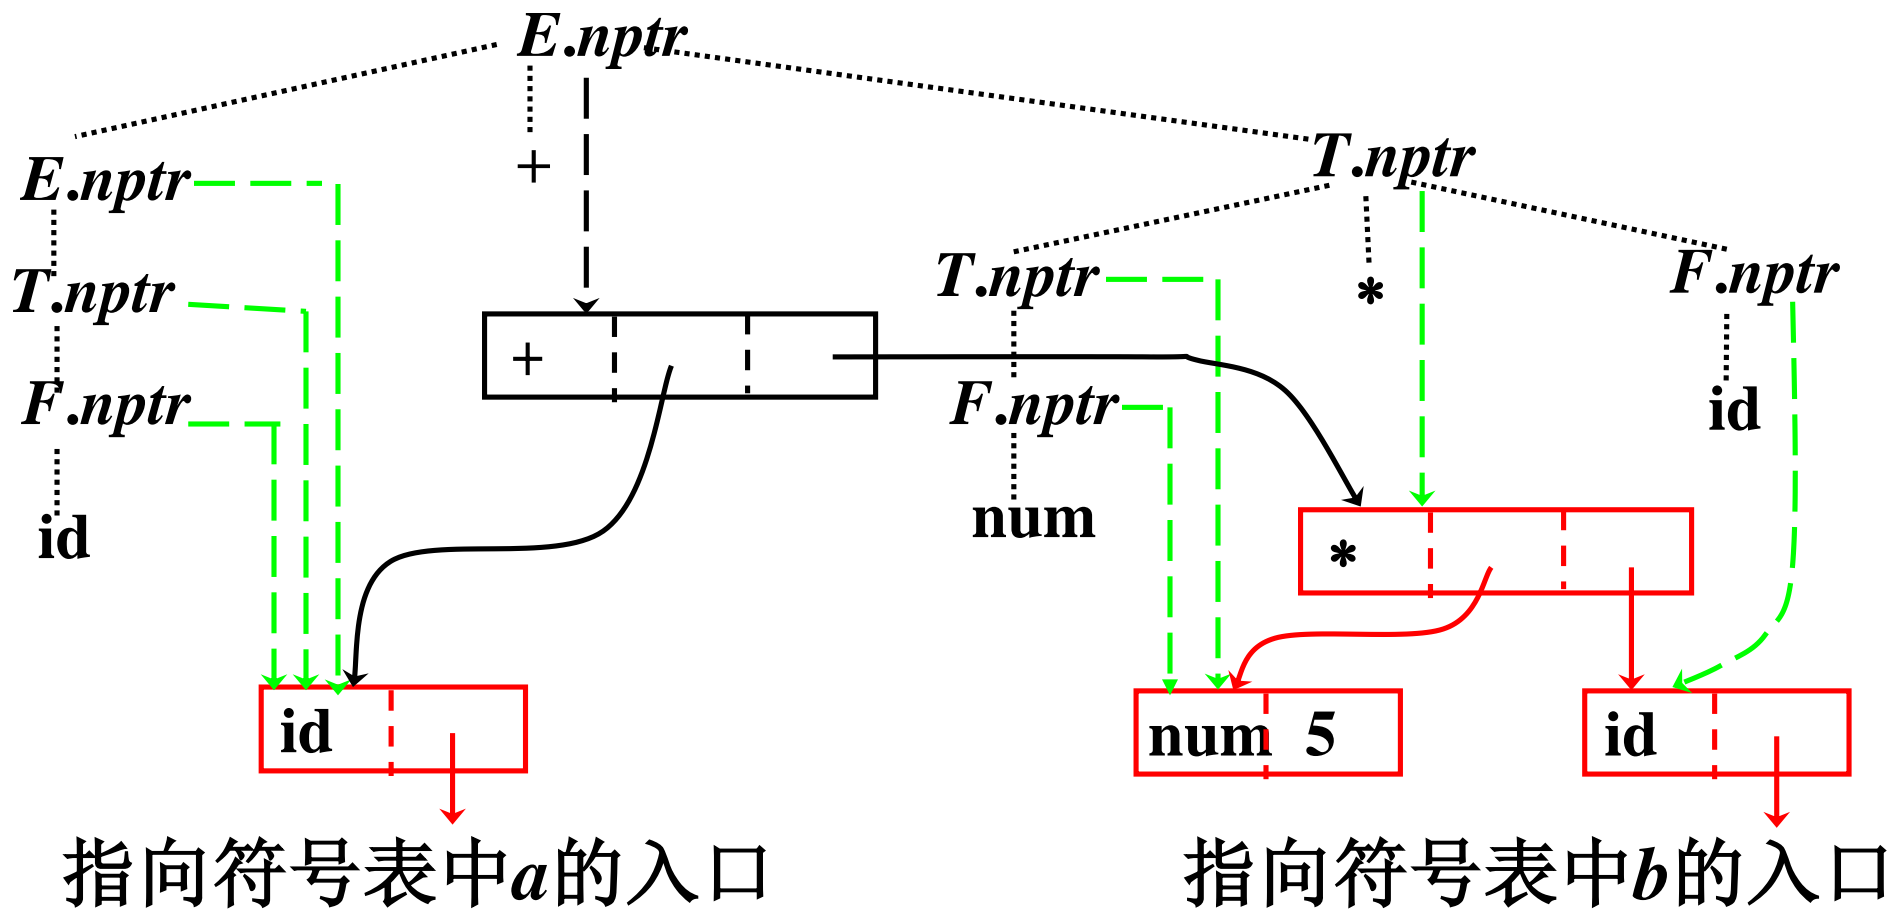 E.nptr
+
T.nptr
E.nptr
T.nptr
*
F.nptr
T.nptr
+
F.nptr
F.nptr
id
id
num
*
id
num 5
id
指向符号表中a的入口
指向符号表中b的入口